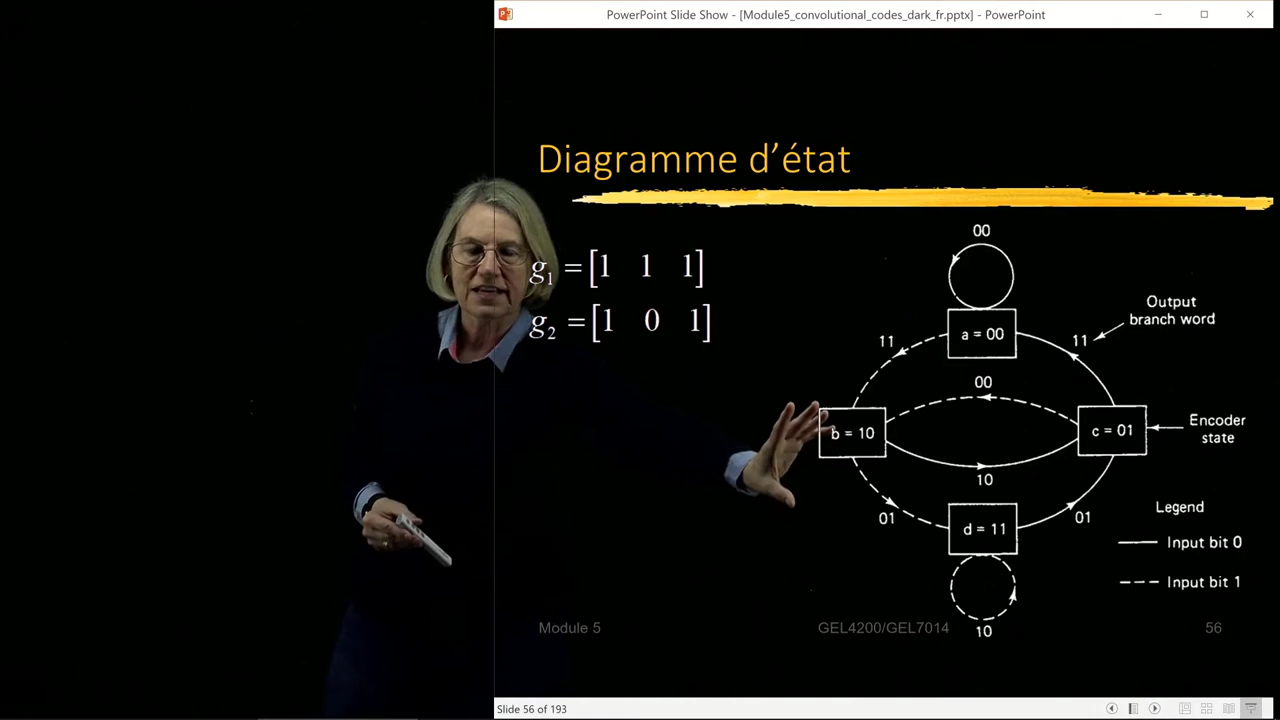 PowerPoint Slide Show - [Module5_convolutional_codes_dark_fr.pptx] - PowerPoint
Diagramme d’état
g1 = [1 1 1]
g2 = [1 0 1]
00
a = 00
11
11
Output
branch word
00
b = 10
c = 01
Encoder
state
10
01
d = 11
01
10
Legend
Input bit 0
Input bit 1
Module 5
GEL4200/GEL7014
56
Slide 56 of 193